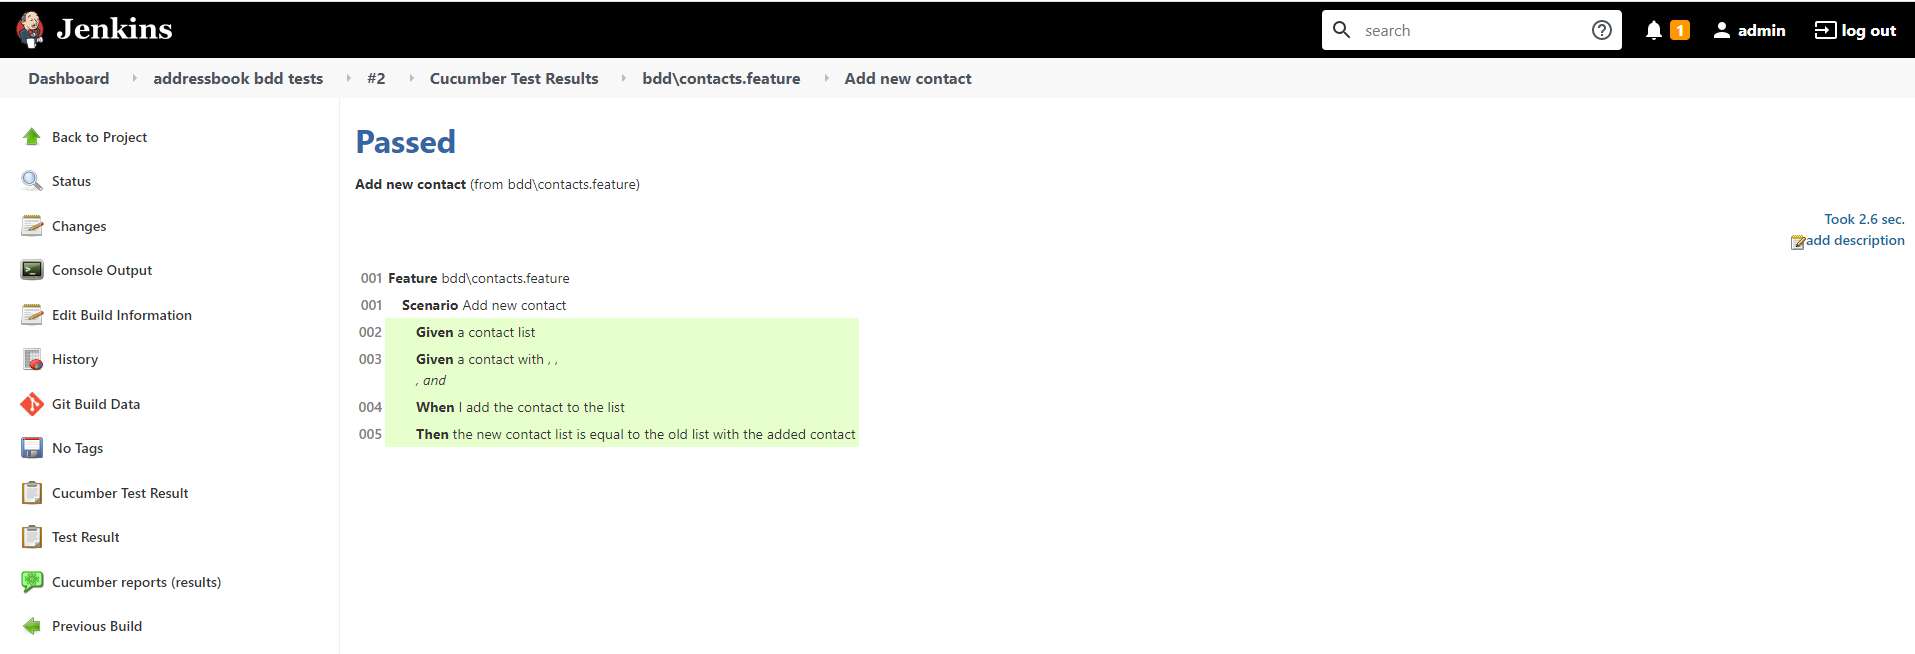 Jenkins
search
1
admin
log out
Dashboard
addressbook bdd tests
#2
Cucumber Test Results
bdd\contacts.feature
Add new contact
Back to Project
Status
Changes
Console Output
Edit Build Information
History
Git Build Data
No Tags
Cucumber Test Result
Test Result
Cucumber reports (results)
Previous Build
Passed
Add new contact (from bdd\contacts.feature)
Took 2.6 sec.
add description
001 Feature bdd\contacts.feature
001 Scenario Add new contact
002 Given a contact list
003 Given a contact with , ,
, and
004 When I add the contact to the list
005 Then the new contact list is equal to the old list with the added contact